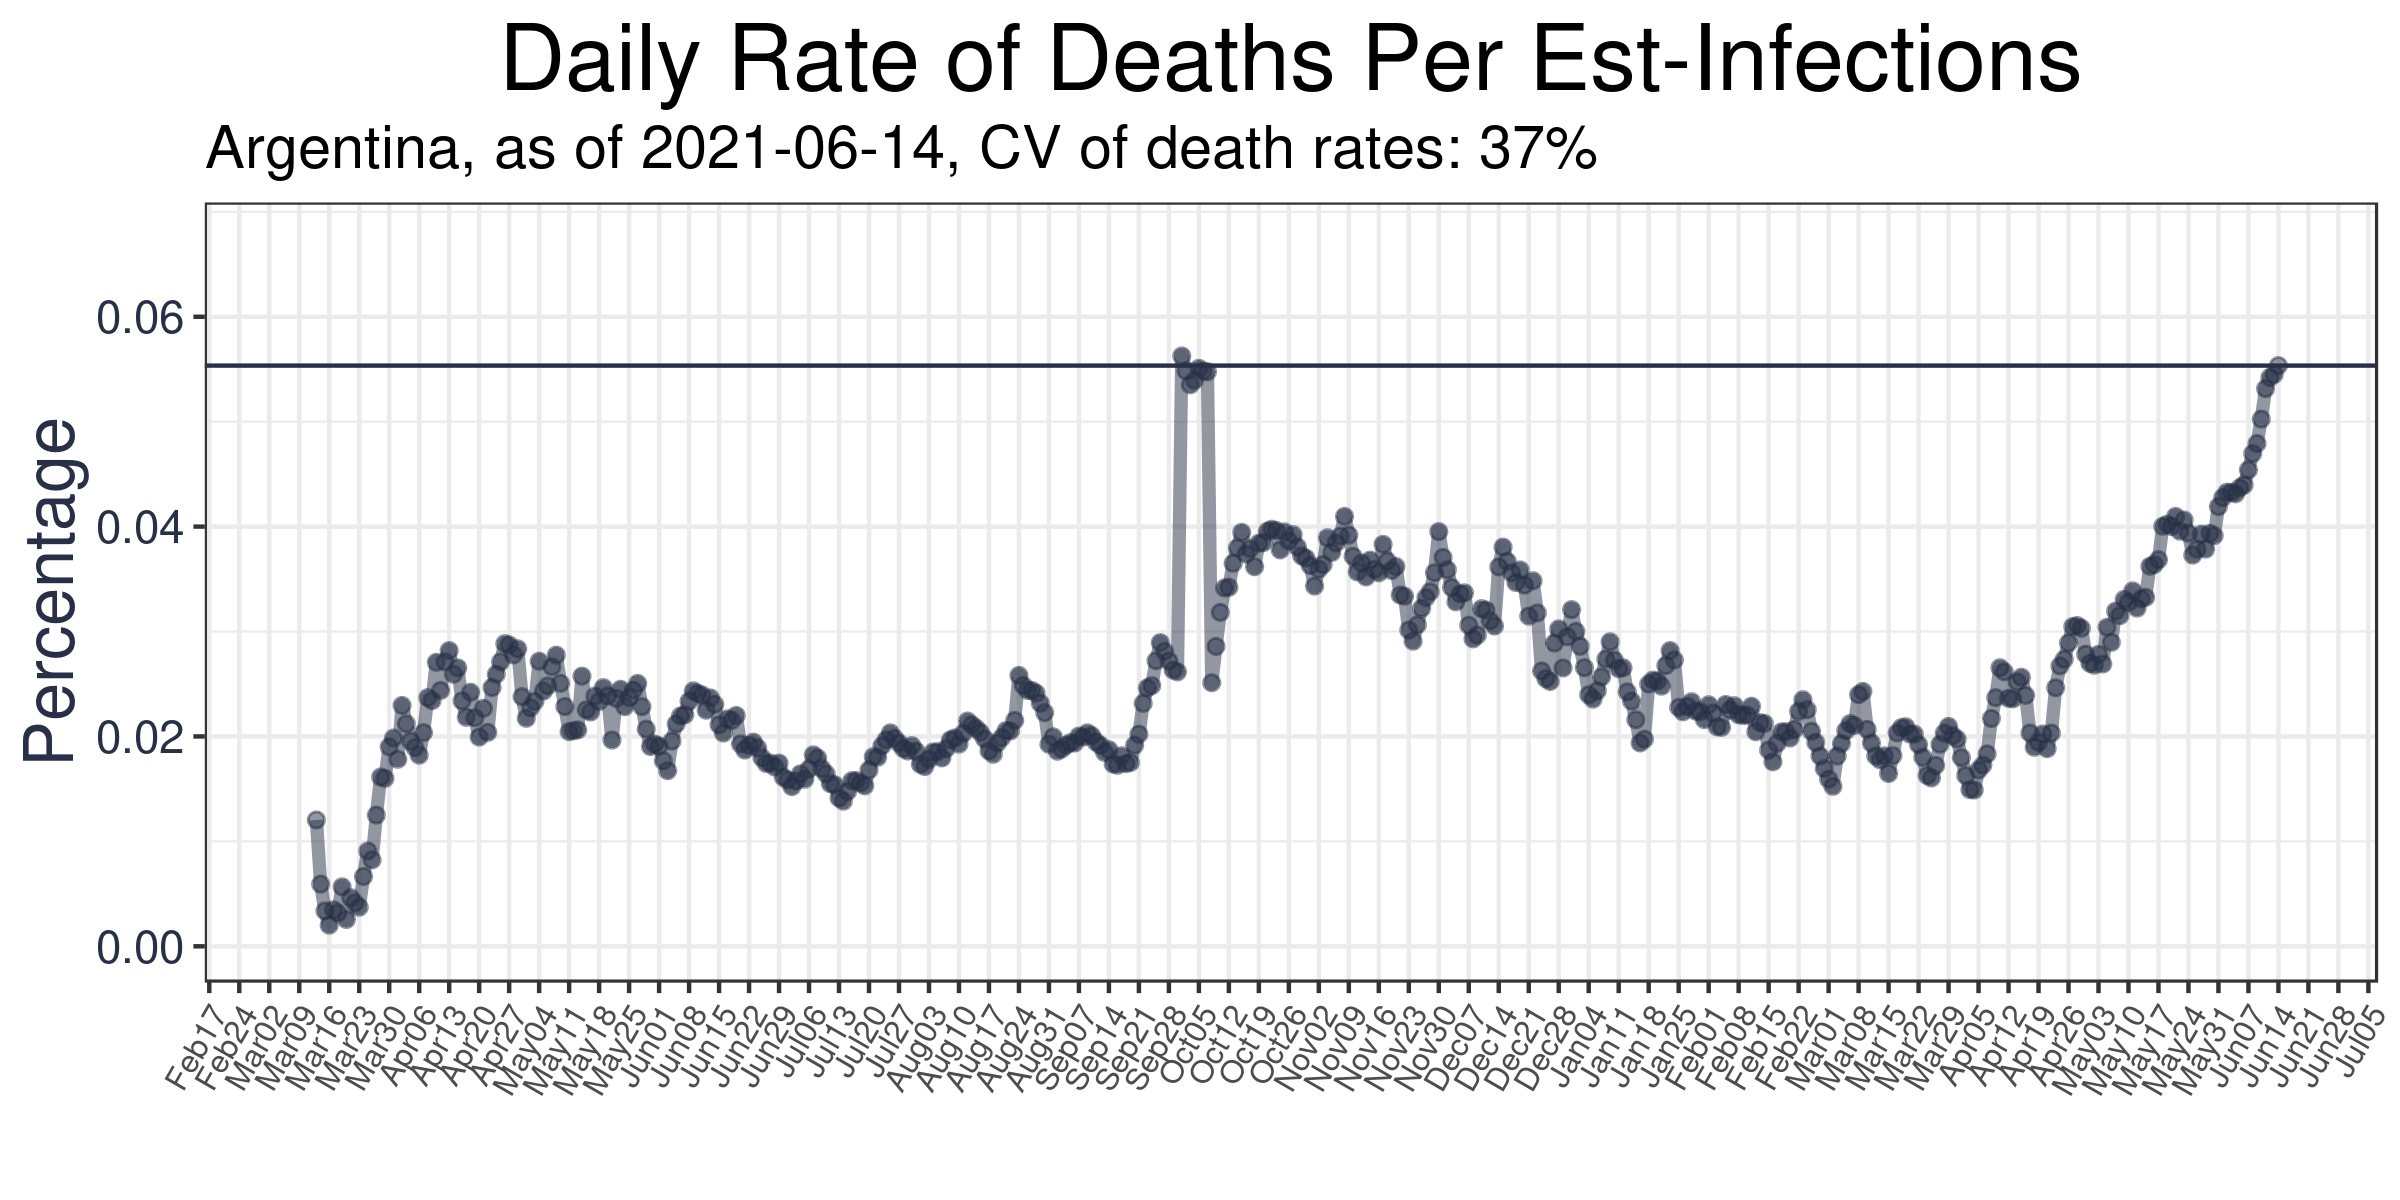 Daily Rate of Deaths Per Est-Infections
Argentina, as of 2021-06-14, CV of death rates: 37%
Percentage
0.06
0.04
0.02
0.00
Feb17 Feb24 Mar02 Mar09 Mar16 Mar23 Mar30 Apr06 Apr13 Apr20 Apr27 May04 May11 May18 May25 Jun01 Jun08 Jun15 Jun22 Jun29 Jul06 Jul13 Jul20 Jul27 Aug03 Aug10 Aug17 Aug24 Aug31 Sep07 Sep14 Sep21 Sep28 Oct05 Oct12 Oct19 Oct26 Nov02 Nov09 Nov16 Nov23 Nov30 Dec07 Dec14 Dec21 Dec28 Jan04 Jan11 Jan18 Jan25 Feb01 Feb08 Feb15 Feb22 Mar01 Mar08 Mar15 Mar22 Mar29 Apr05 Apr12 Apr19 Apr26 May03 May10 May17 May24 May31 Jun07 Jun14 Jun21 Jun28 Jul05